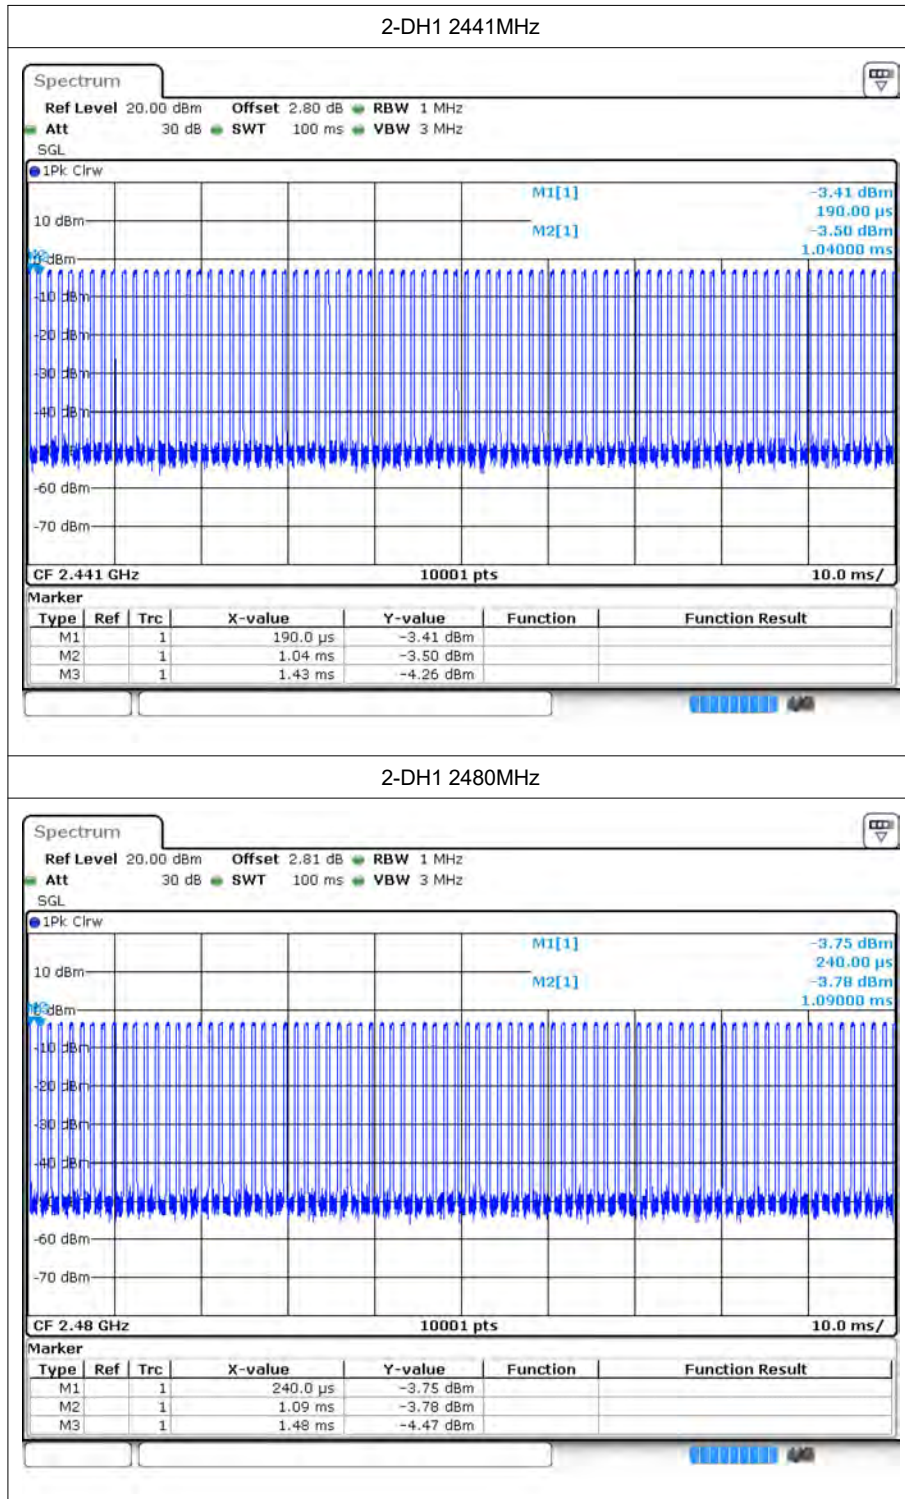 2-DH1 2441MHz
Spectrum
Ref Level 20.00 dBm Offset 2.80 dB RBW 1 MHz
Att 30 dB SWT 100 ms VBW 3 MHz
SGL
1Pk Clrw
M1[1] -3.41 dBm
190.00 µs
10 dBm
M2[1] -3.50 dBm
1.04000 ms
dBm
-10 dBm
-20 dBm
-30 dBm
-40 dBm
-60 dBm
-70 dBm
CF 2.441 GHz 10001 pts 10.0 ms/
Marker
Type Ref Trc X-value Y-value Function Function Result
M1 1 190.0 µs -3.41 dBm
M2 1 1.04 ms -3.50 dBm
M3 1 1.43 ms -4.26 dBm
2-DH1 2480MHz
Spectrum
Ref Level 20.00 dBm Offset 2.81 dB RBW 1 MHz
Att 30 dB SWT 100 ms VBW 3 MHz
SGL
1Pk Clrw
M1[1] -3.75 dBm
240.00 µs
10 dBm
M2[1] -3.78 dBm
1.09000 ms
dBm
-10 dBm
-20 dBm
-30 dBm
-40 dBm
-60 dBm
-70 dBm
CF 2.48 GHz 10001 pts 10.0 ms/
Marker
Type Ref Trc X-value Y-value Function Function Result
M1 1 240.0 µs -3.75 dBm
M2 1 1.09 ms -3.78 dBm
M3 1 1.48 ms -4.47 dBm